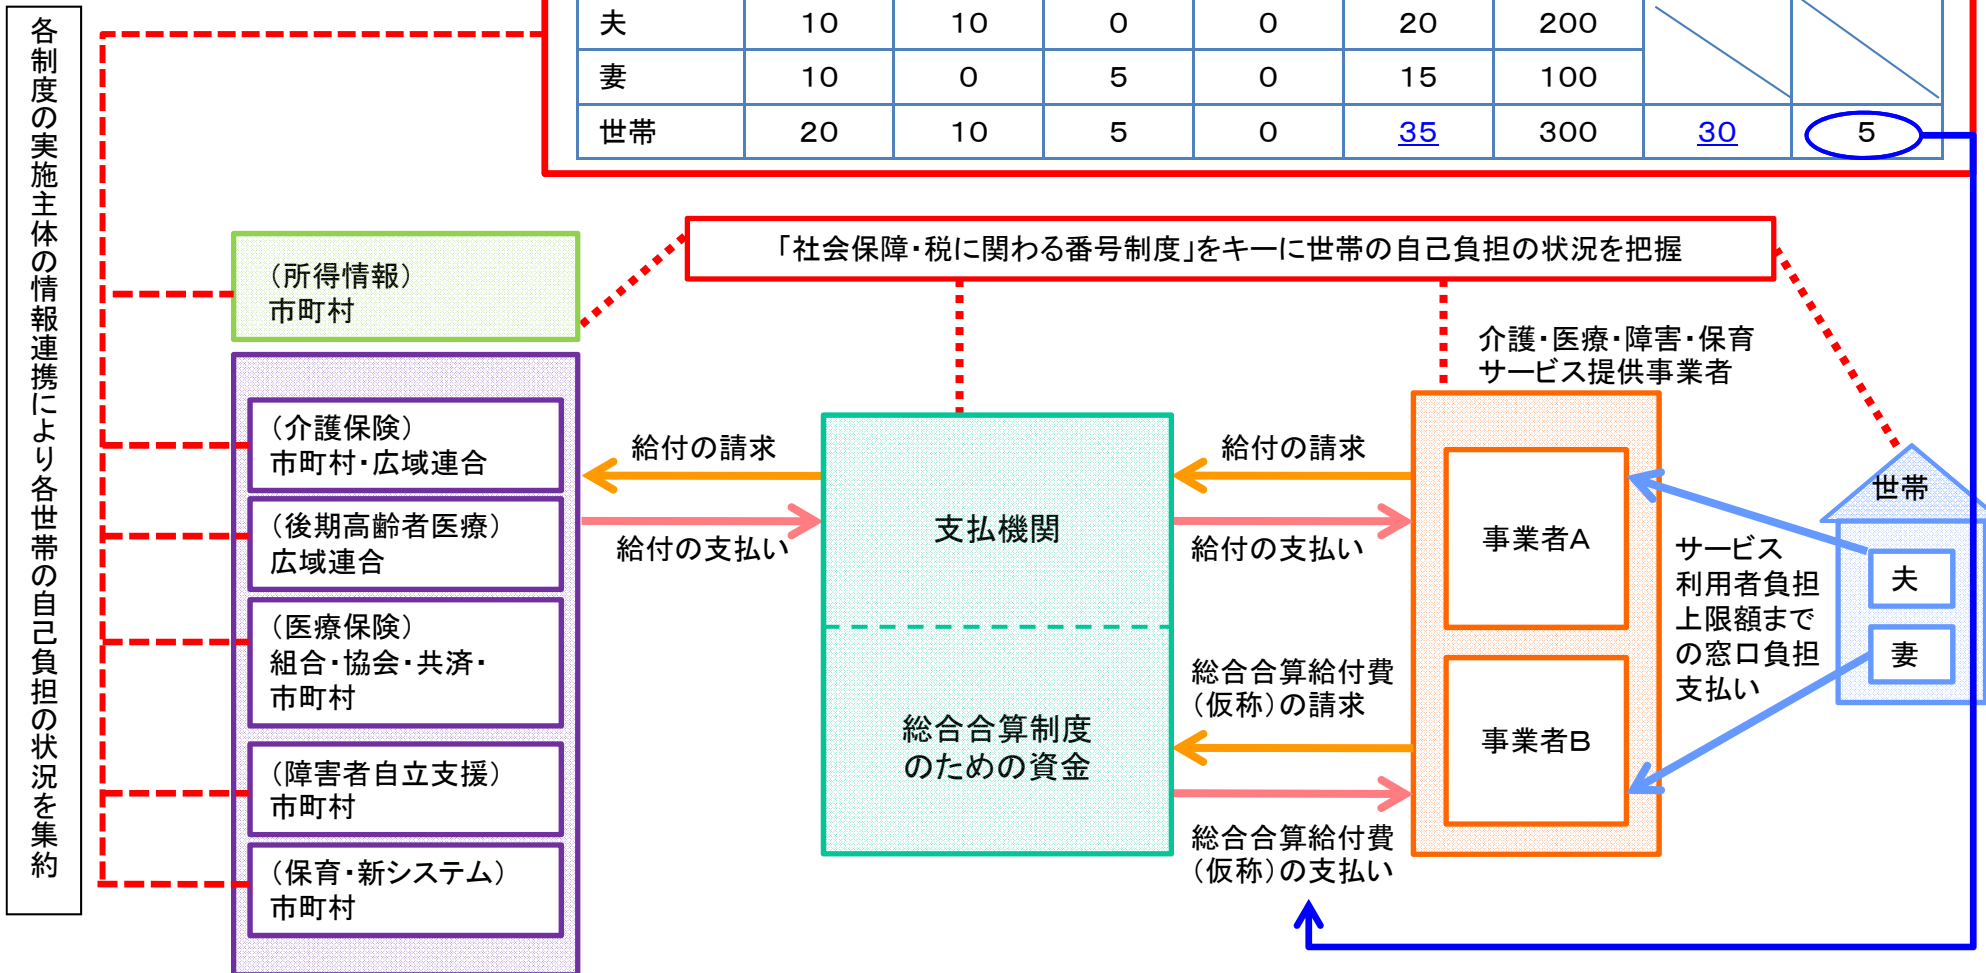 各制度の実施主体の情報連携により各世帯の自己負担の状況を集約
夫 10 10 0 0 20 200
妻 10 0 5 0 15 100
世帯 20 10 5 0 35 300 30 5
「社会保障・税に関わる番号制度」をキーに世帯の自己負担の状況を把握
（所得情報）
市町村
（介護保険）
市町村・広域連合
（後期高齢者医療）
広域連合
（医療保険）
組合・協会・共済・
市町村
（障害者自立支援）
市町村
（保育・新システム）
市町村
給付の請求
給付の支払い
支払機関
総合合算制度
のための資金
給付の請求
給付の支払い
総合合算給付費
（仮称）の請求
総合合算給付費
（仮称）の支払い
介護・医療・障害・保育
サービス提供事業者
事業者A
事業者B
サービス
利用者負担
上限額まで
の窓口負担
支払い
世帯
夫
妻